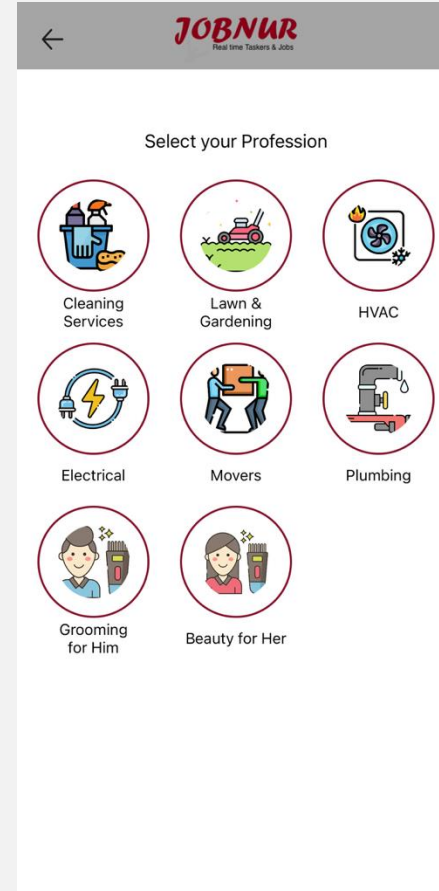 JOBNUR
Real time Taskers & Jobs
Select your Profession
Cleaning
Services
Lawn &
Gardening
HVAC
Electrical
Movers
Plumbing
Grooming
for Him
Beauty for Her